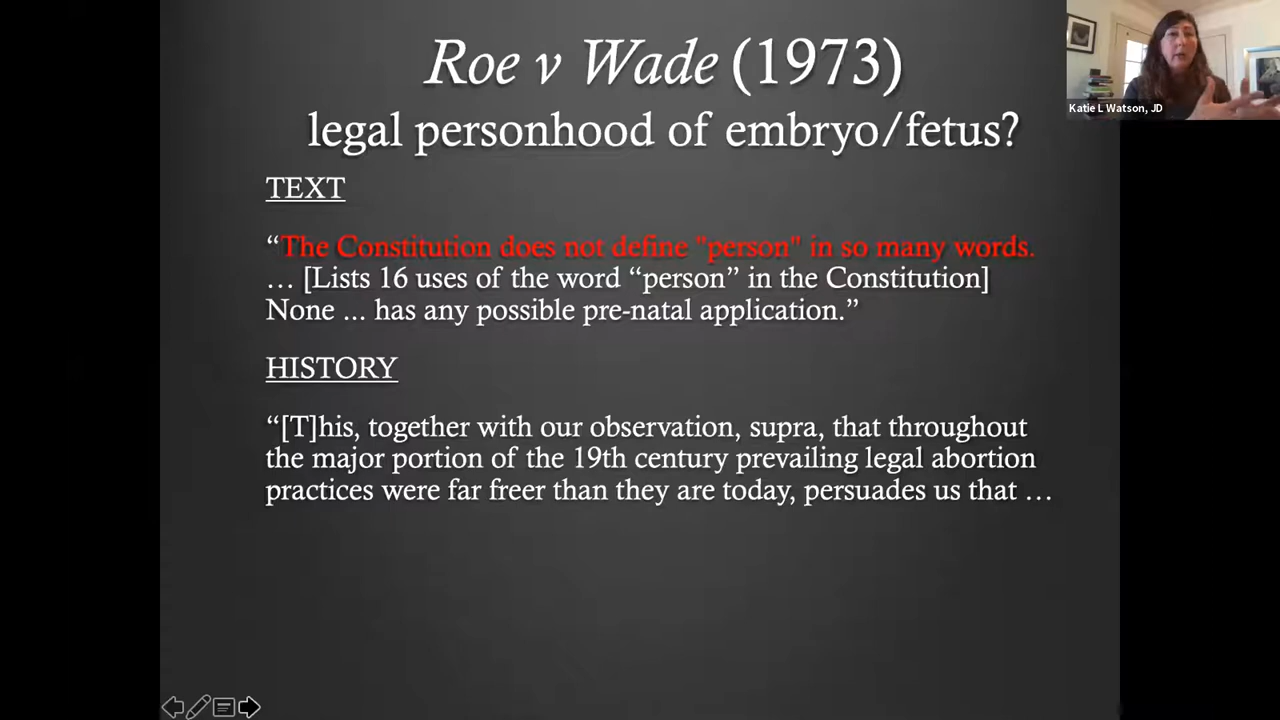 Roe v Wade (1973)
legal personhood of embryo/fetus?
Katie L Watson, JD
TEXT
“The Constitution does not define "person" in so many words.
… [Lists 16 uses of the word “person” in the Constitution]
None ... has any possible pre-natal application.”
HISTORY
“[T]his, together with our observation, supra, that throughout
the major portion of the 19th century prevailing legal abortion
practices were far freer than they are today, persuades us that …